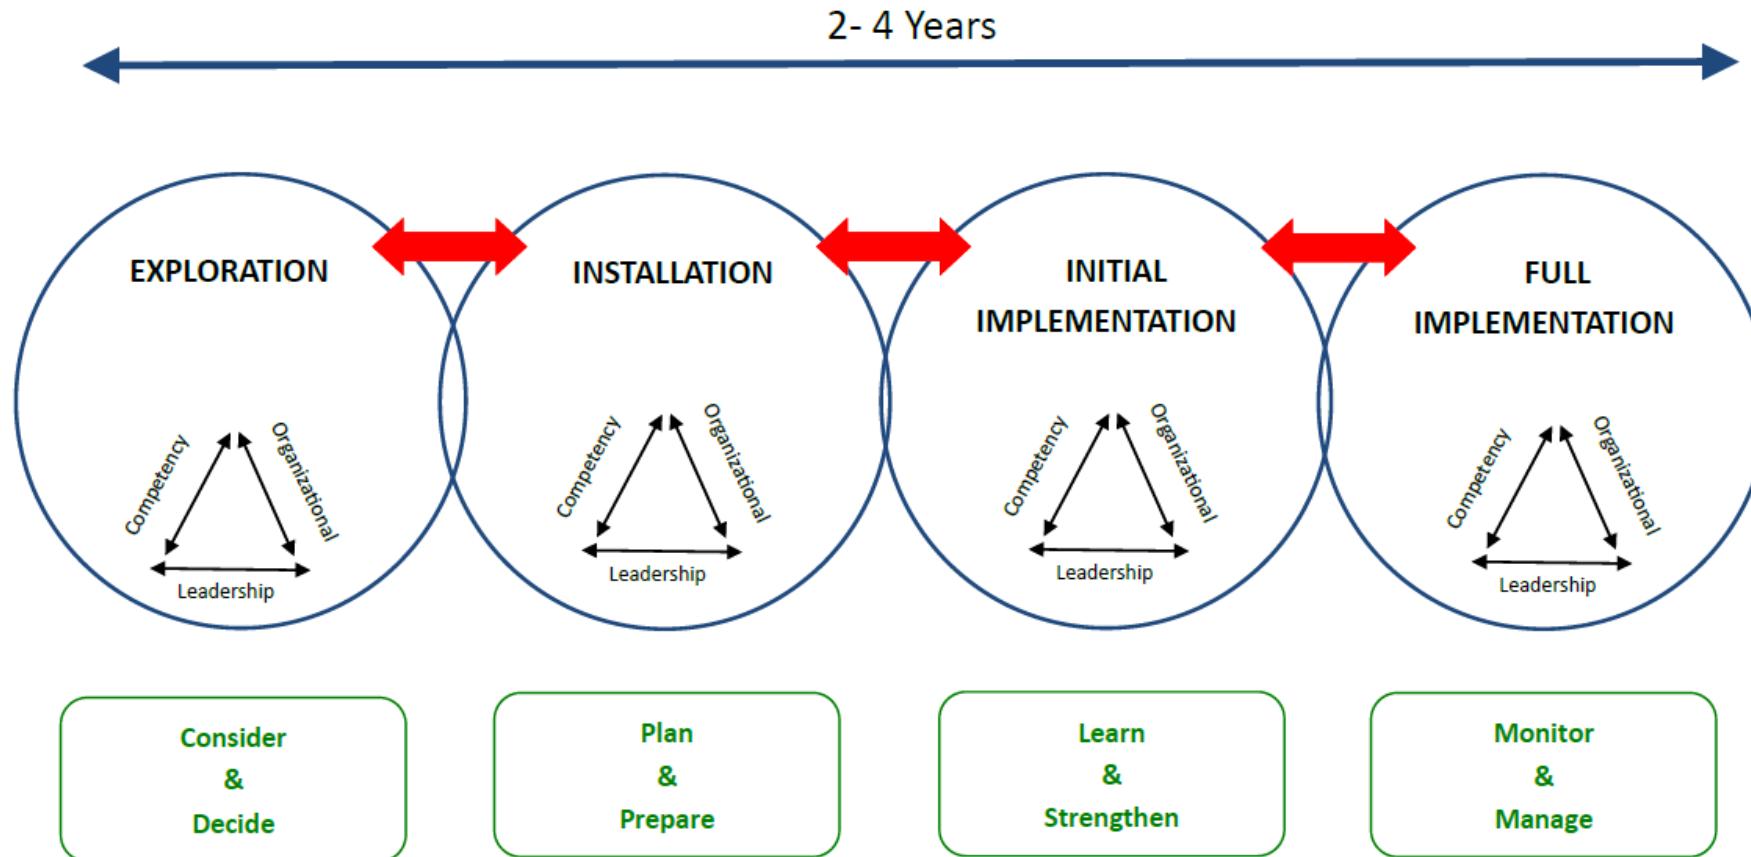 2- 4 Years
EXPLORATION
INSTALLATION
INITIAL
IMPLEMENTATION
FULL
IMPLEMENTATION
Competency
Organizational
Leadership
Competency
Organizational
Leadership
Competency
Organizational
Leadership
Competency
Organizational
Leadership
Consider
&
Decide
Plan
&
Prepare
Learn
&
Strengthen
Monitor
&
Manage